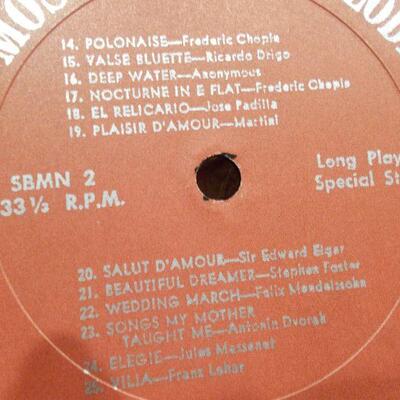 MOO
LODI
14. POLONAISE—Frederic Chopin
15. VALSE BLUETTE—Ricardo Drigo
16. DEEP WATER—Anonymous
17. NOCTURNE IN E FLAT—Frederic Chopin
18. EL RELICARIO—Jose Padilla
19. PLAISIR D'AMOUR—Martini
SBMN 2
33⅓ R.P.M.
Long Play
Special St
20. SALUT D'AMOUR—Sir Edward Elgar
21. BEAUTIFUL DREAMER—Stephen Foster
22. WEDDING MARCH—Felix Mendelssohn
23. SONGS MY MOTHER
TAUGHT ME—Antonin Dvorak
24. ELEGIE—Jules Massenet
25. VILIA—Franz Lehar